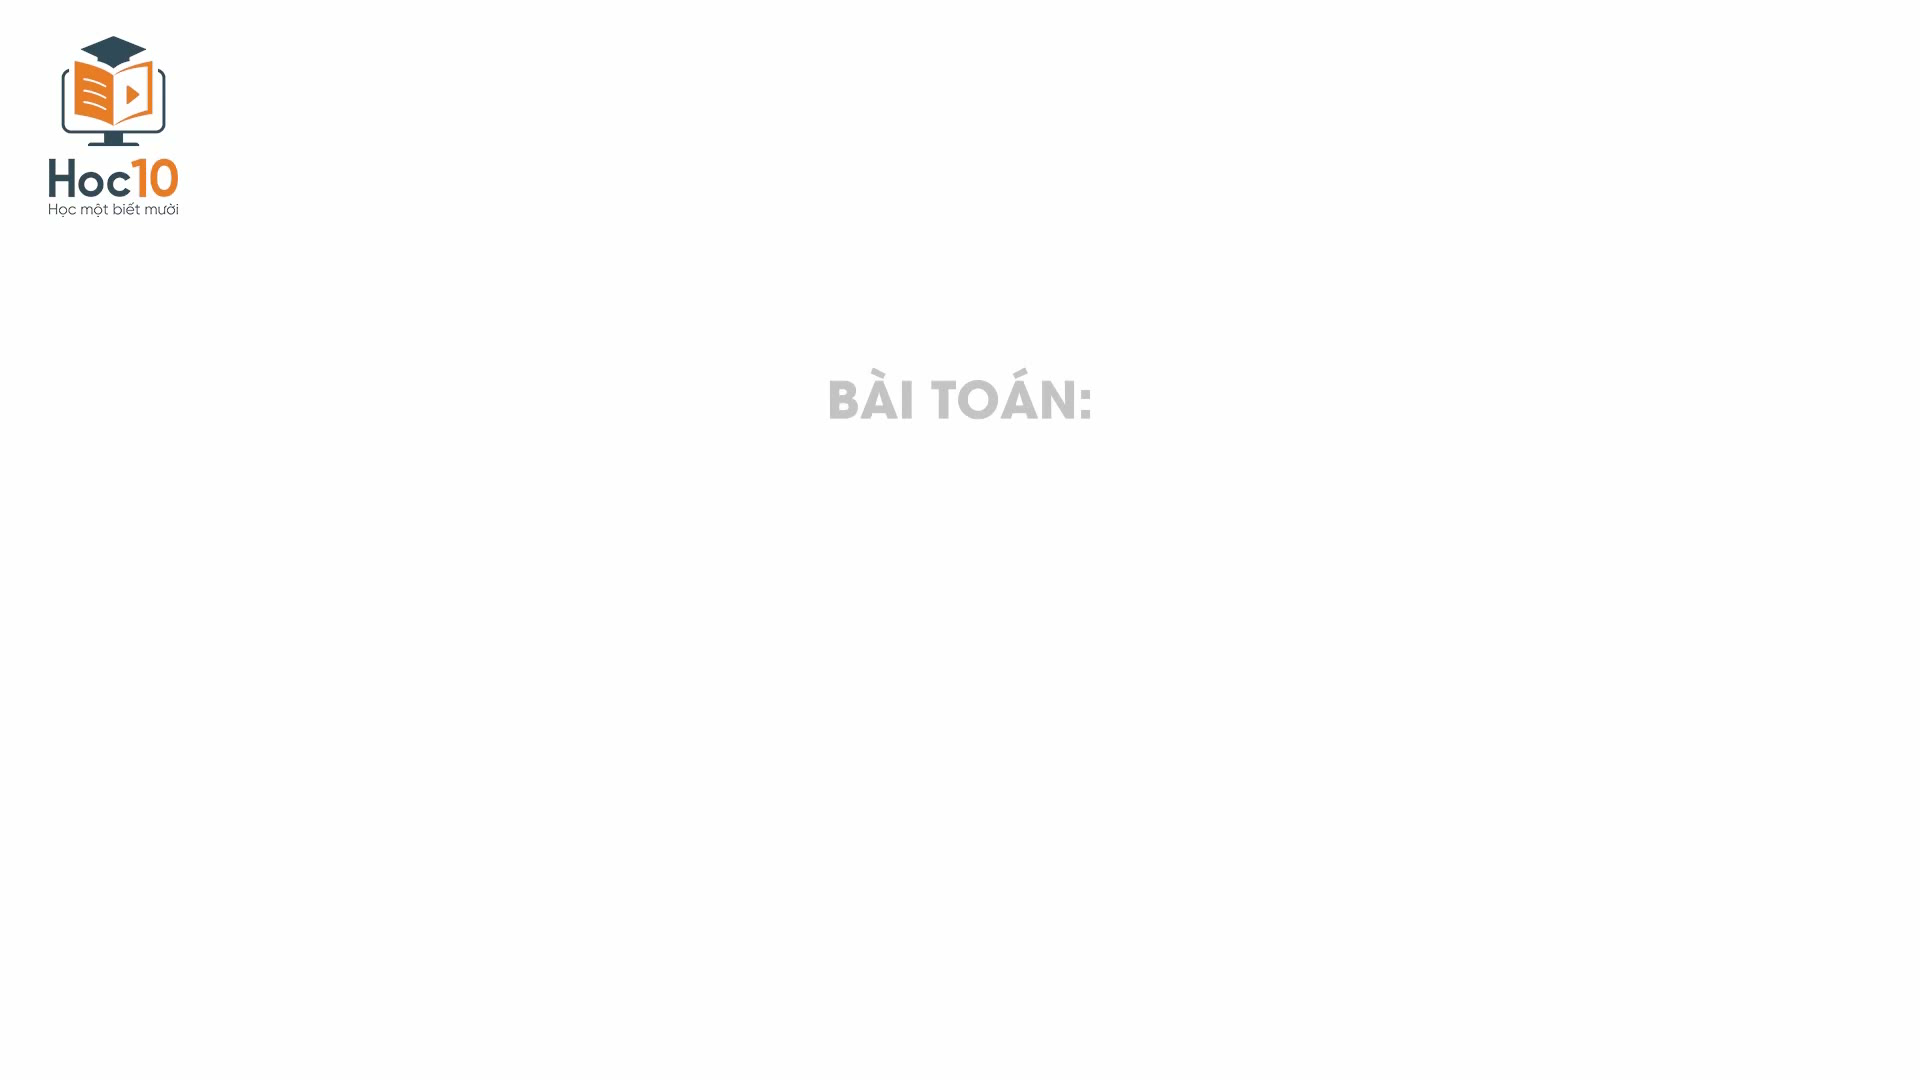 Hoc10
Học một biết mười
BÀI TOÁN: